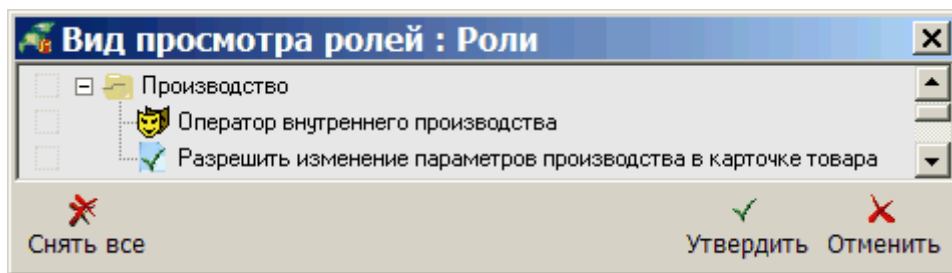 Вид просмотра ролей : Роли
Производство
Оператор внутреннего производства
Разрешить изменение параметров производства в карточке товара
Снять все
Утвердить Отменить